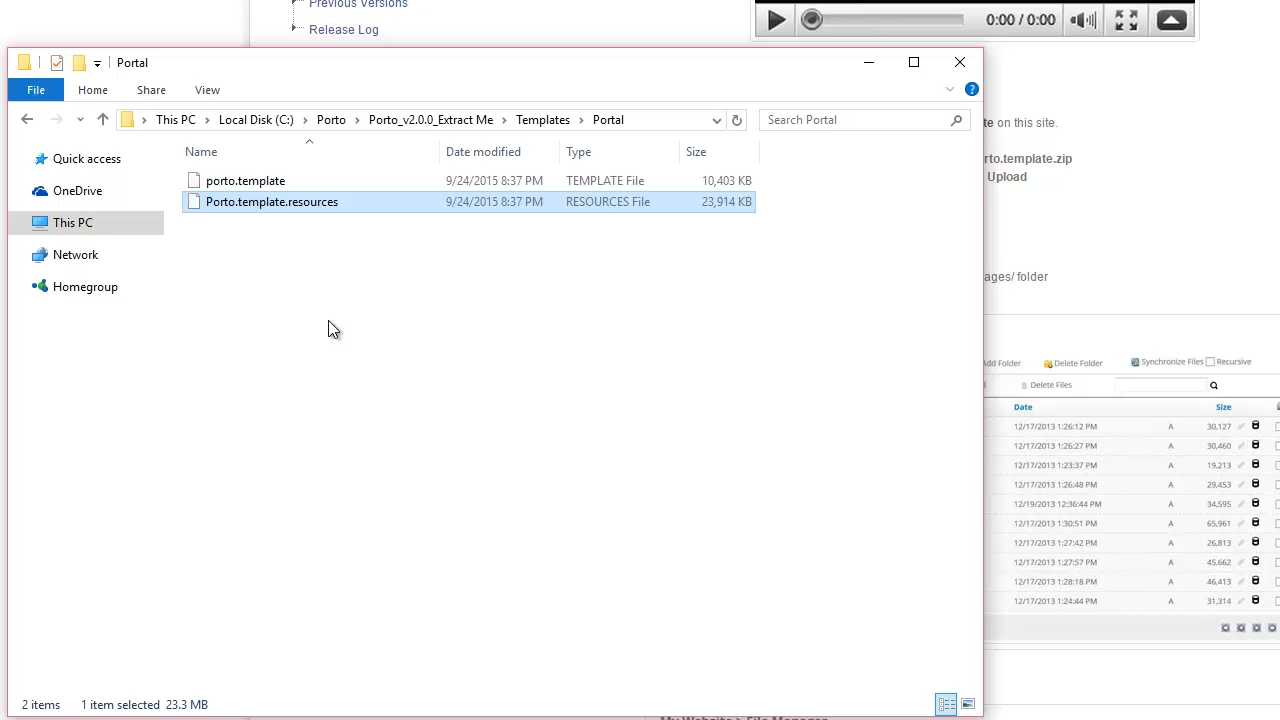 Previous Versions
Release Log
0:00 / 0:00
Portal
File Home Share View
This PC Local Disk (C:) Porto Porto_v2.0.0_Extract Me Templates Portal
Search Portal
Name Date modified Type Size
porto.template 9/24/2015 8:37 PM TEMPLATE File 10,403 KB
Porto.template.resources 9/24/2015 8:37 PM RESOURCES File 23,914 KB
Quick access
OneDrive
This PC
Network
Homegroup
te on this site.
rto.template.zip
Upload
ages/ folder
Add Folder Delete Folder Synchronize Files Recursive
d Delete Files
Date Size
12/17/2013 1:26:12 PM A 30,127
12/17/2013 1:26:27 PM A 30,460
12/17/2013 1:23:37 PM A 19,213
12/17/2013 1:26:48 PM A 29,453
12/19/2013 12:36:44 PM A 34,595
12/17/2013 1:30:51 PM A 65,961
12/17/2013 1:27:42 PM A 26,813
12/17/2013 1:27:57 PM A 45,662
12/17/2013 1:28:18 PM A 46,413
12/17/2013 1:24:44 PM A 31,314
2 items 1 item selected 23.3 MB
My Website > File Manager